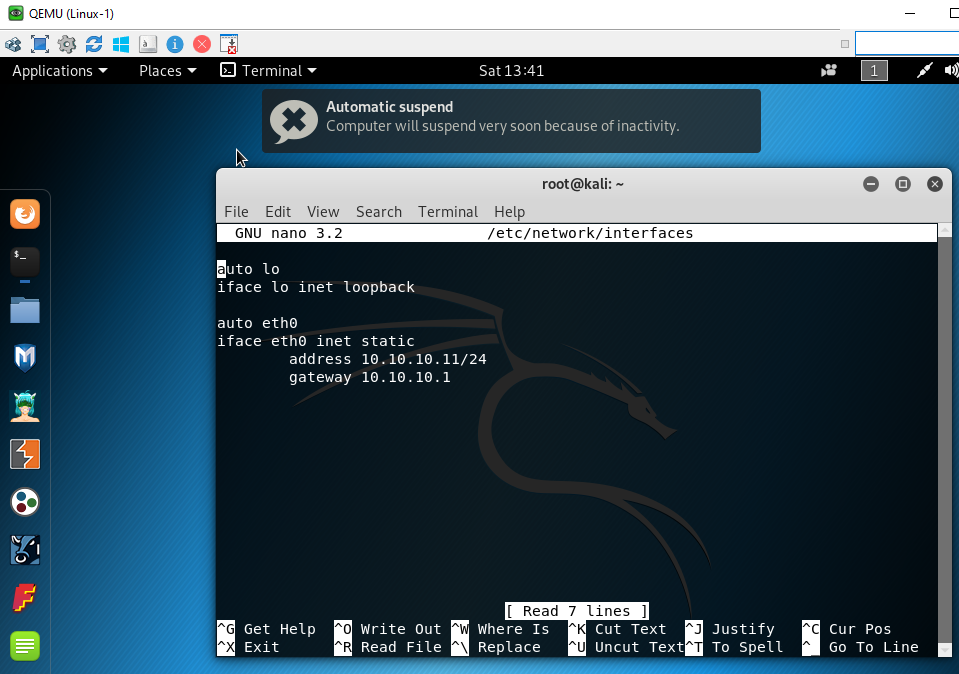 QEMU (Linux-1)
Applications Places Terminal Sat 13:41 1
Automatic suspend
Computer will suspend very soon because of inactivity.
root@kali: ~
File Edit View Search Terminal Help
GNU nano 3.2 /etc/network/interfaces
auto lo
iface lo inet loopback
auto eth0
iface eth0 inet static
address 10.10.10.11/24
gateway 10.10.10.1
[ Read 7 lines ]
^G Get Help ^O Write Out ^W Where Is ^K Cut Text ^J Justify ^C Cur Pos
^X Exit ^R Read File ^\ Replace ^U Uncut Text ^T To Spell ^_ Go To Line